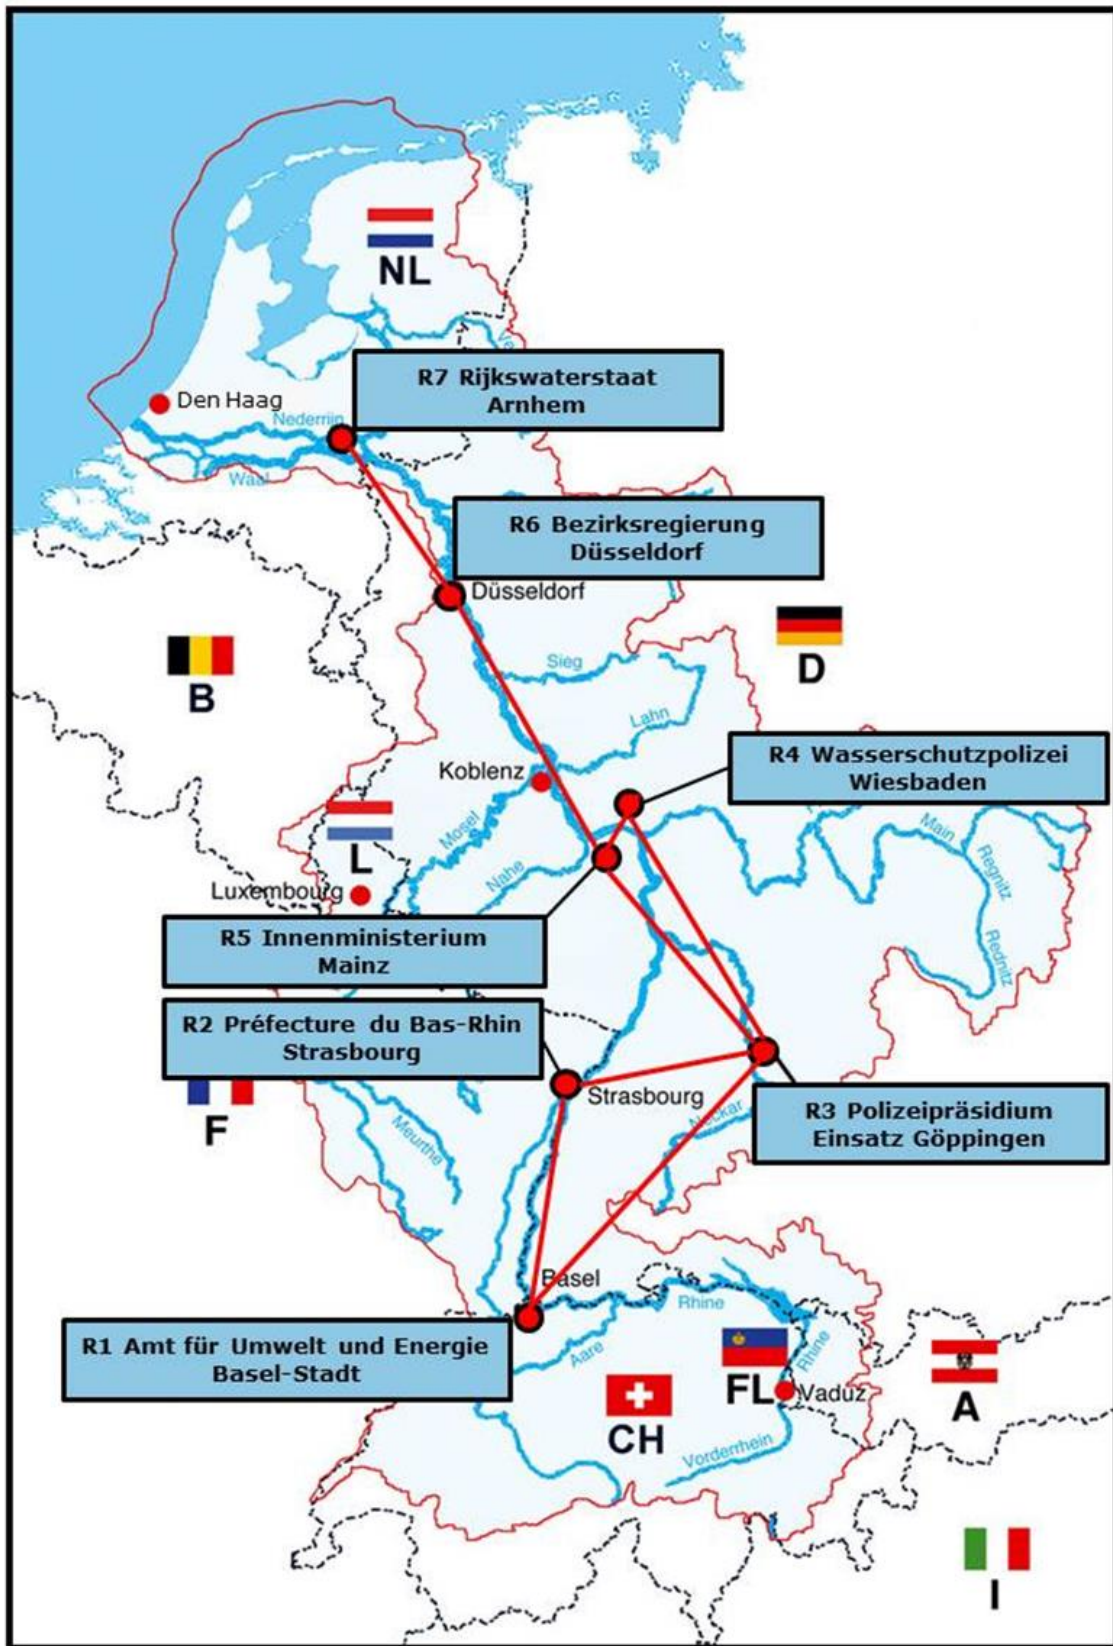 NL
R7 Rijkswaterstaat
Arnhem
Den Haag
Nederrijn
Waal
R6 Bezirksregierung
Düsseldorf
Düsseldorf
B
D
Sieg
Lahn
R4 Wasserschutzpolizei
Wiesbaden
Koblenz
Mosel
L
Nahe
Main
Regnitz
Luxembourg
R5 Innenministerium
Mainz
Rednitz
R2 Préfecture du Bas-Rhin
Strasbourg
Strasbourg
F
Meurthe
Neckar
R3 Polizeipräsidium
Einsatz Göppingen
Basel
Rhine
R1 Amt für Umwelt und Energie
Basel-Stadt
Aare
Rhine
FL
Vaduz
A
CH
Vorderrhein
I